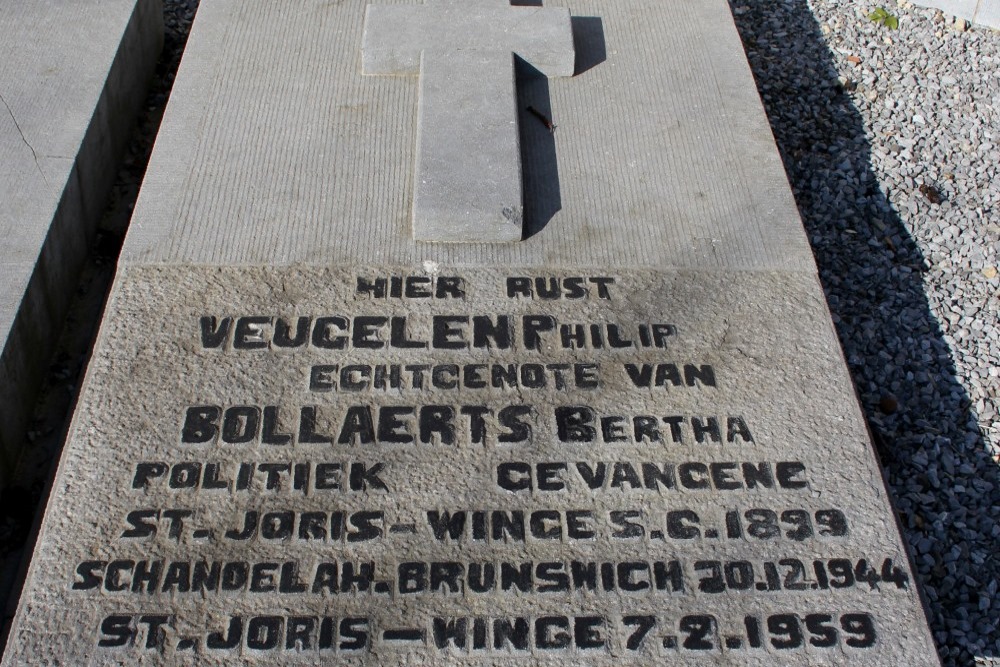 HIER RUST
VEUGELEN PHILIP
ECHTGENOTE VAN
BOLLAERTS BERTHA
POLITIEK GEVANGENE
ST. JORIS-WINGE 5.6.1899
SCHANDELAH.BRUNSWICH 30.12.1944
ST. JORIS-WINGE 7.2.1959